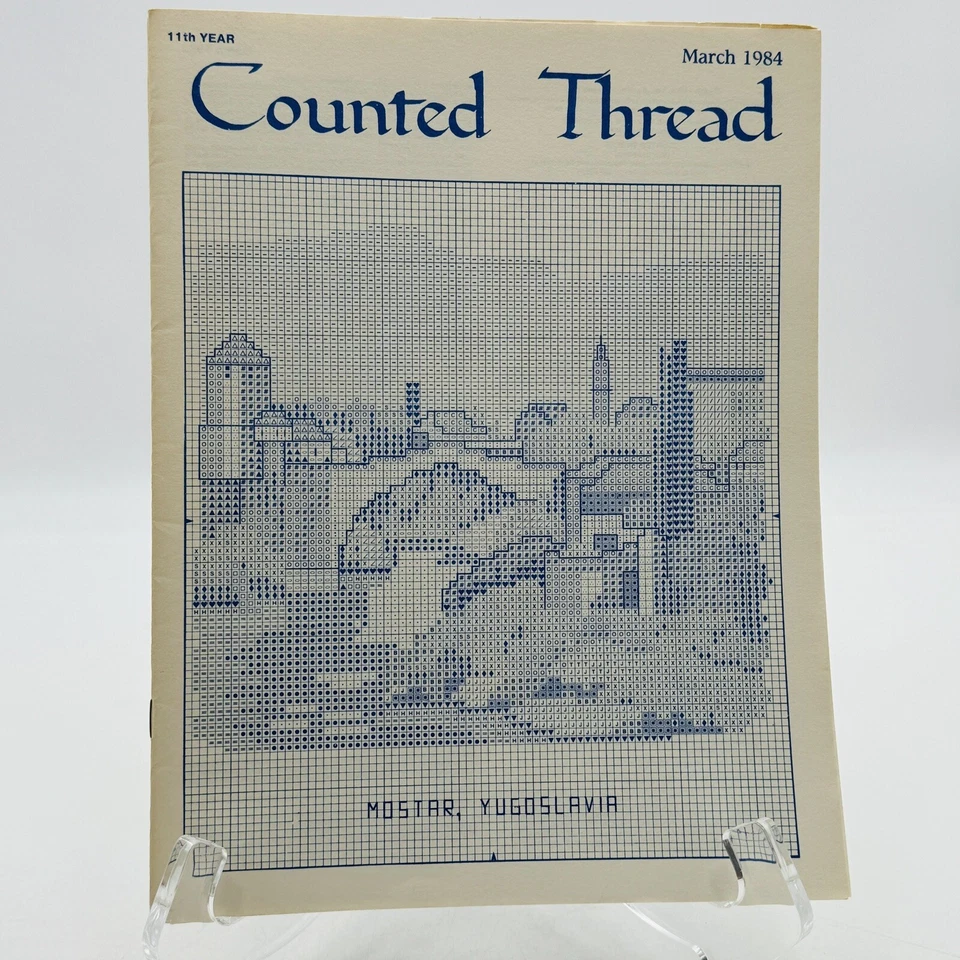 11th YEAR
March 1984
Counted Thread
MOSTAR, YUGOSLAVIA